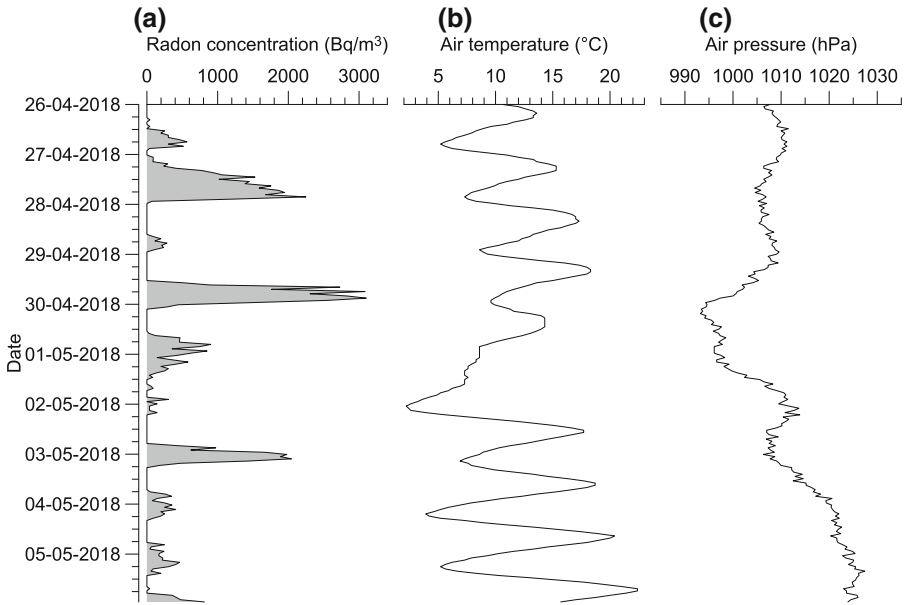 (a) (b) (c)
Radon concentration (Bq/m³) Air temperature (°C) Air pressure (hPa)
0 1000 2000 3000 5 10 15 20 990 1000 1010 1020 1030
26-04-2018
27-04-2018
28-04-2018
29-04-2018
30-04-2018
Date
01-05-2018
02-05-2018
03-05-2018
04-05-2018
05-05-2018